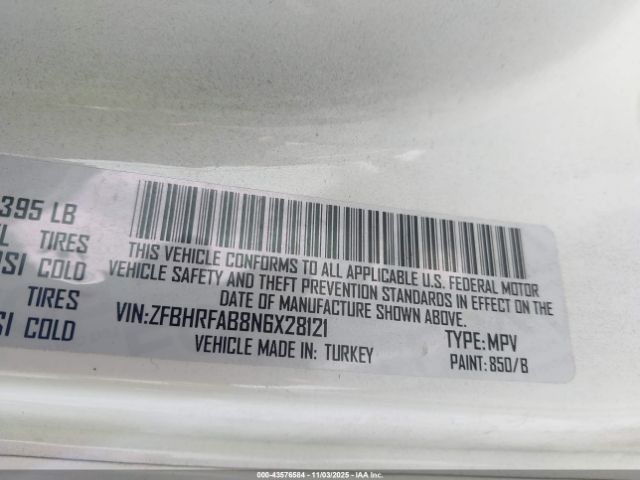 395 LB
TIRES
SI COLD
TIRES
SI COLD
THIS VEHICLE CONFORMS TO ALL APPLICABLE U.S. FEDERAL MOTOR
VEHICLE SAFETY AND THEFT PREVENTION STANDARDS IN EFFECT ON THE
DATE OF MANUFACTURE SHOWN ABOVE.
VIN:ZFBHRFAB8N6X28121
TYPE:MPV
VEHICLE MADE IN: TURKEY
PAINT: 850/B
000-43576584 - 11/03/2025 - IAA Inc.